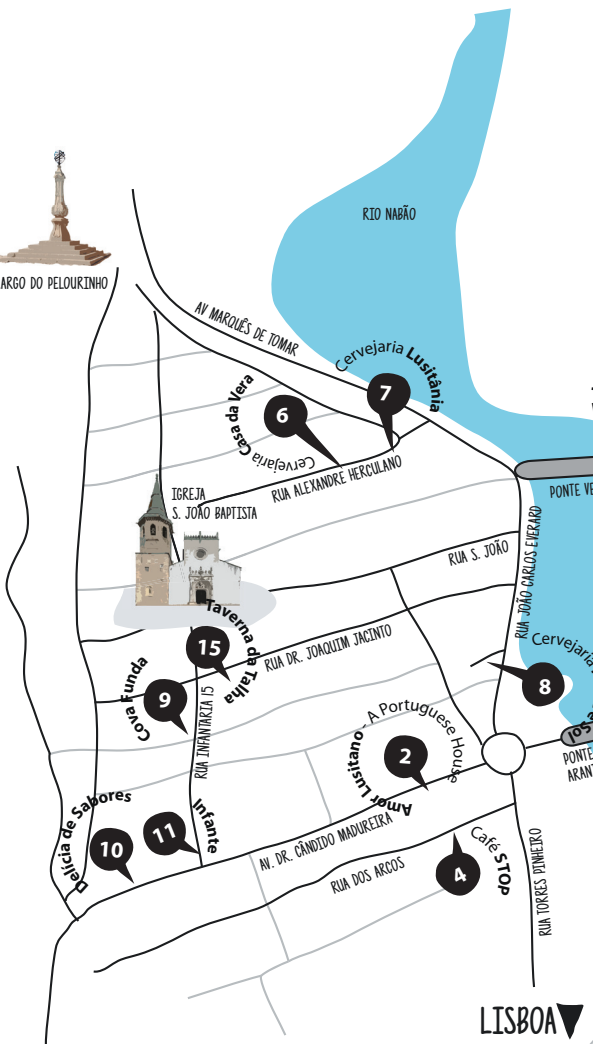 RIO NABÃO
ARGO DO PELOURINHO
AV MARQUÊS DE TOMAR
Cervejaria Lusitânia
7
Cervejaria Casa da Vera
6
RUA ALEXANDRE HERCULANO
IGREJA
S. JOÃO BAPTISTA
PONTE VE
RUA S. JOÃO
RUA JOÃO CARLOS EVERARD
Taverna da Talha
15
RUA DR. JOAQUIM JACINTO
Cervejaria
8
Cova Funda
9
RUA INFANTARIA 15
Amor Lusitano - A Portuguese House
2
PONTE
ARANT
Delícia de Sabores
10
Infante
11
AV. DR. CÂNDIDO MADUREIRA
RUA DOS ARCOS
Café STOP
4
RUA TORRES PINHEIRO
LISBOA